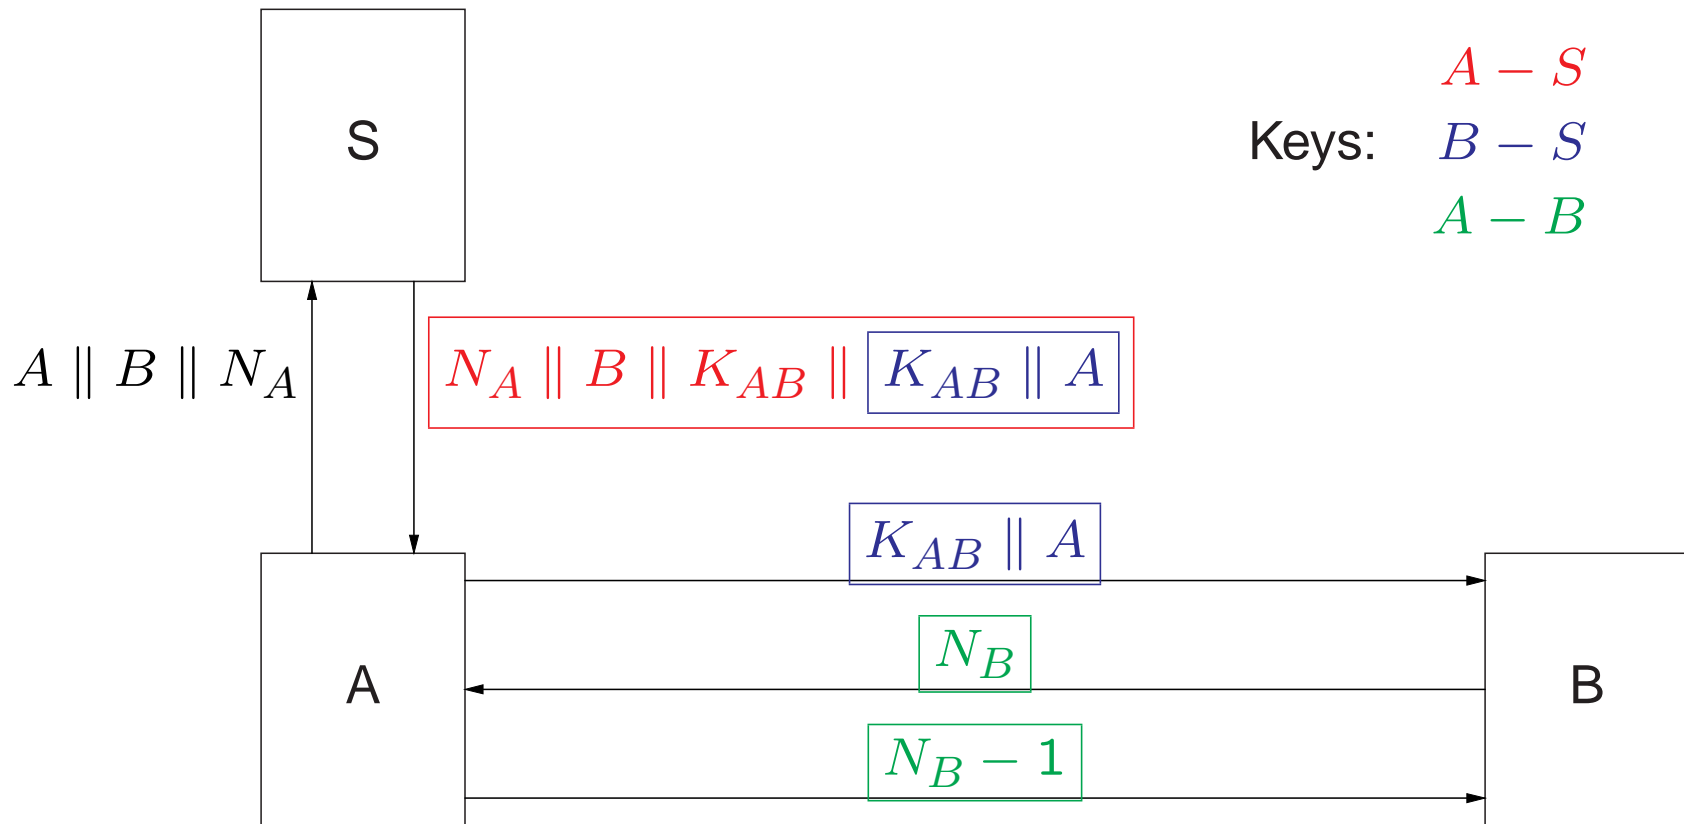 A − S
S
Keys:
B − S
A − B
A ∥ B ∥ N_A
N_A ∥ B ∥ K_AB ∥ K_AB ∥ A
K_AB ∥ A
N_B
A
B
N_B − 1